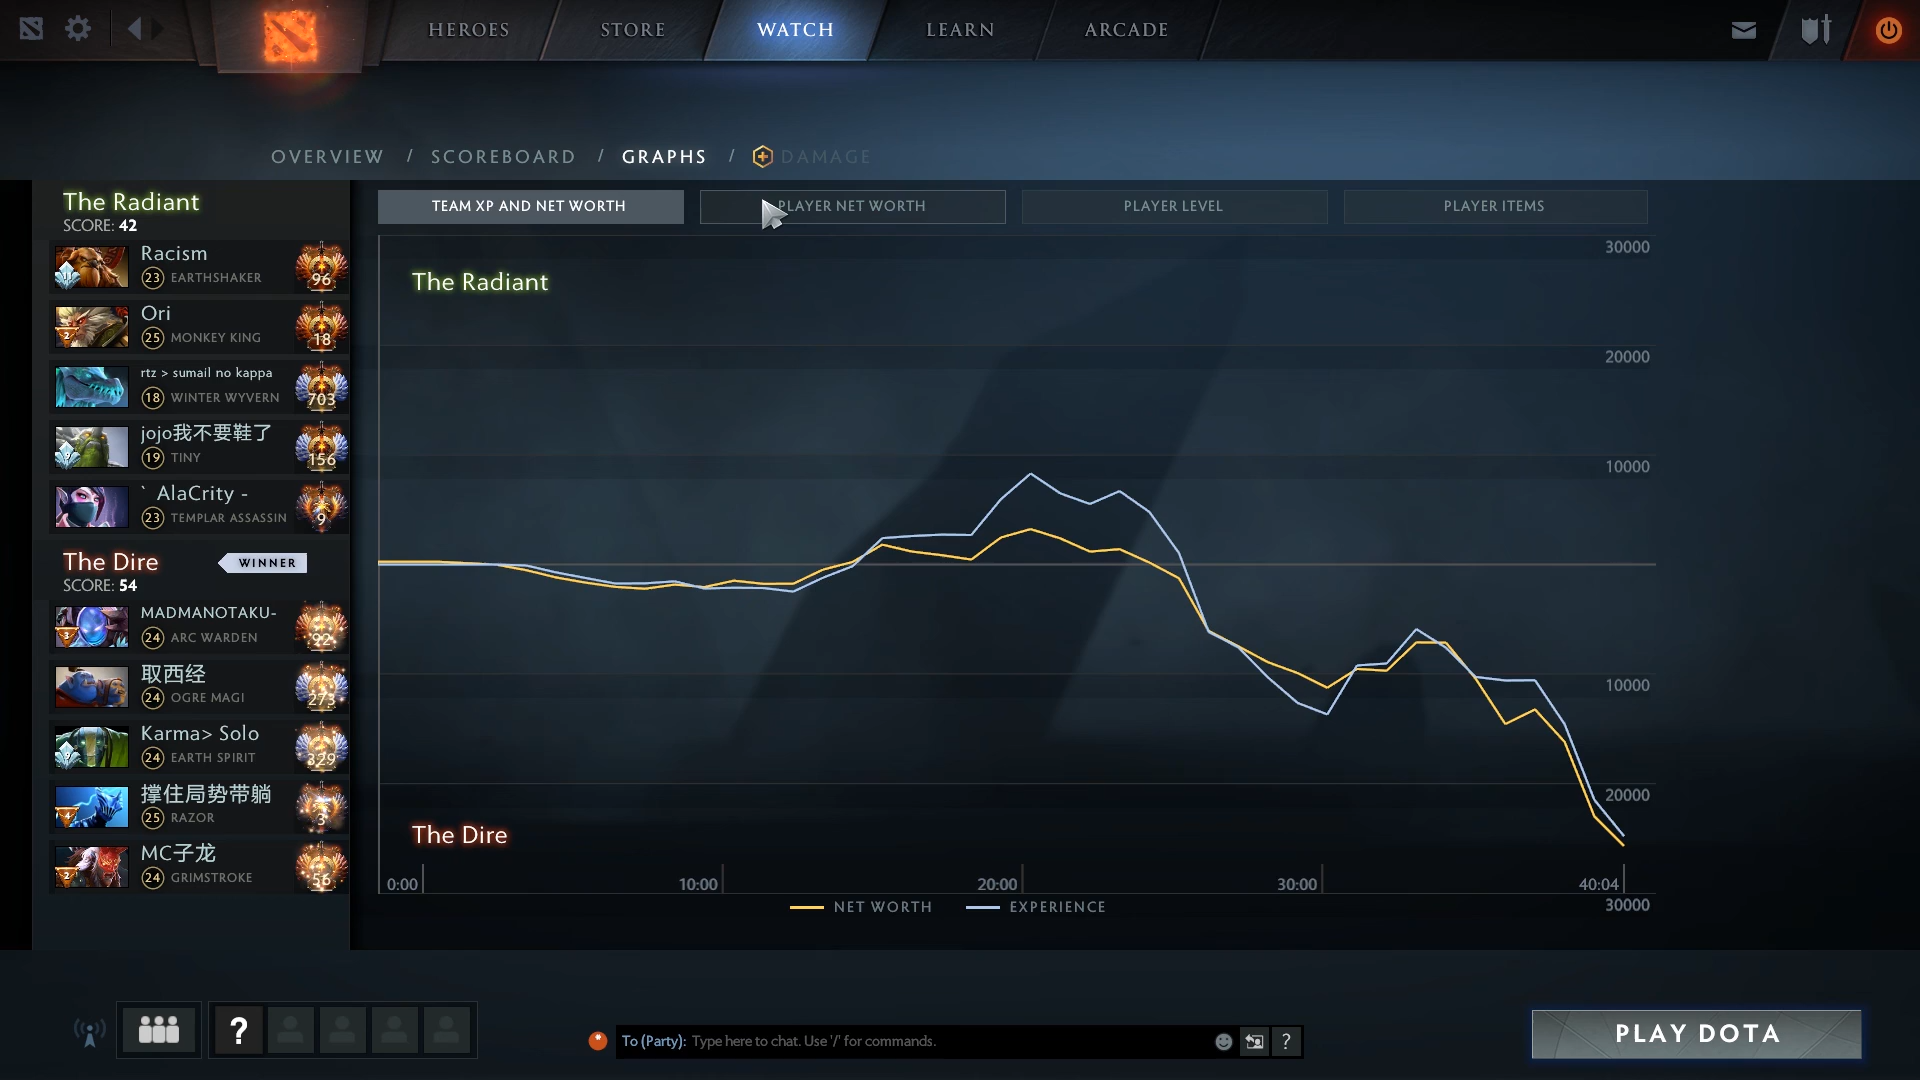 HEROES
STORE
WATCH
LEARN
ARCADE
OVERVIEW / SCOREBOARD / GRAPHS / DAMAGE
The Radiant
SCORE: 42
Racism
23 EARTHSHAKER
96
Ori
25 MONKEY KING
18
2
rtz > sumail no kappa
18 WINTER WYVERN
703
jojo我不要鞋了
19 TINY
156
` AlaCrity -
23 TEMPLAR ASSASSIN
9
The Dire
WINNER
SCORE: 54
MADMANOTAKU-
24 ARC WARDEN
92
3
取西经
24 OGRE MAGI
273
Karma> Solo
24 EARTH SPIRIT
329
撑住局势带躺
25 RAZOR
3
4
MC子龙
24 GRIMSTROKE
56
2
TEAM XP AND NET WORTH
PLAYER NET WORTH
PLAYER LEVEL
PLAYER ITEMS
The Radiant
30000
20000
10000
10000
20000
30000
The Dire
0:00
10:00
20:00
30:00
40:04
NET WORTH
EXPERIENCE
?
To (Party): Type here to chat. Use '/' for commands.
?
PLAY DOTA